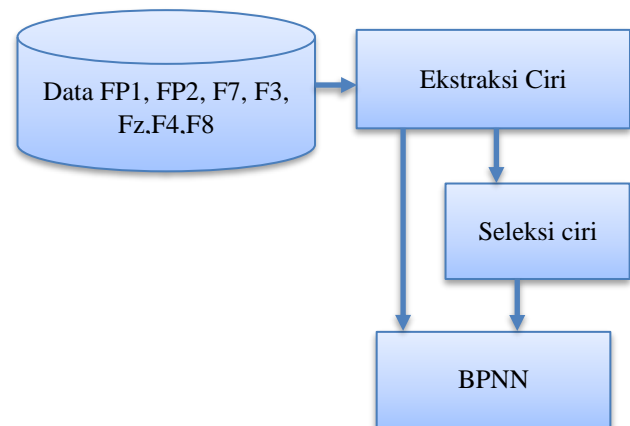 Data FP1, FP2, F7, F3,
Fz,F4,F8
Ekstraksi Ciri
Seleksi ciri
BPNN